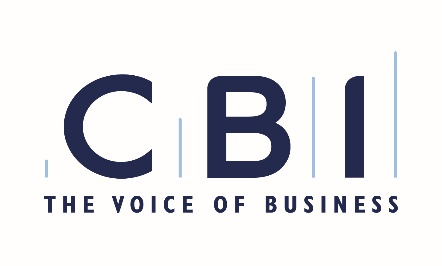 CBI
THE VOICE OF BUSINESS